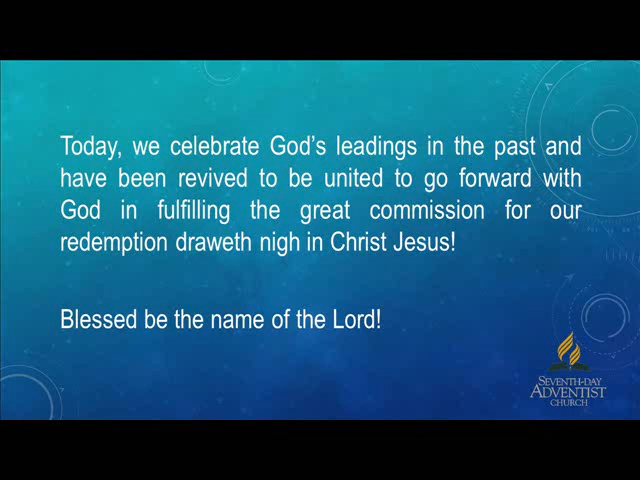 Today, we celebrate God's leadings in the past and
have been revived to be united to go forward with
God in fulfilling the great commission for our
redemption draweth nigh in Christ Jesus!
Blessed be the name of the Lord!
SEVENTH-DAY
ADVENTIST
CHURCH